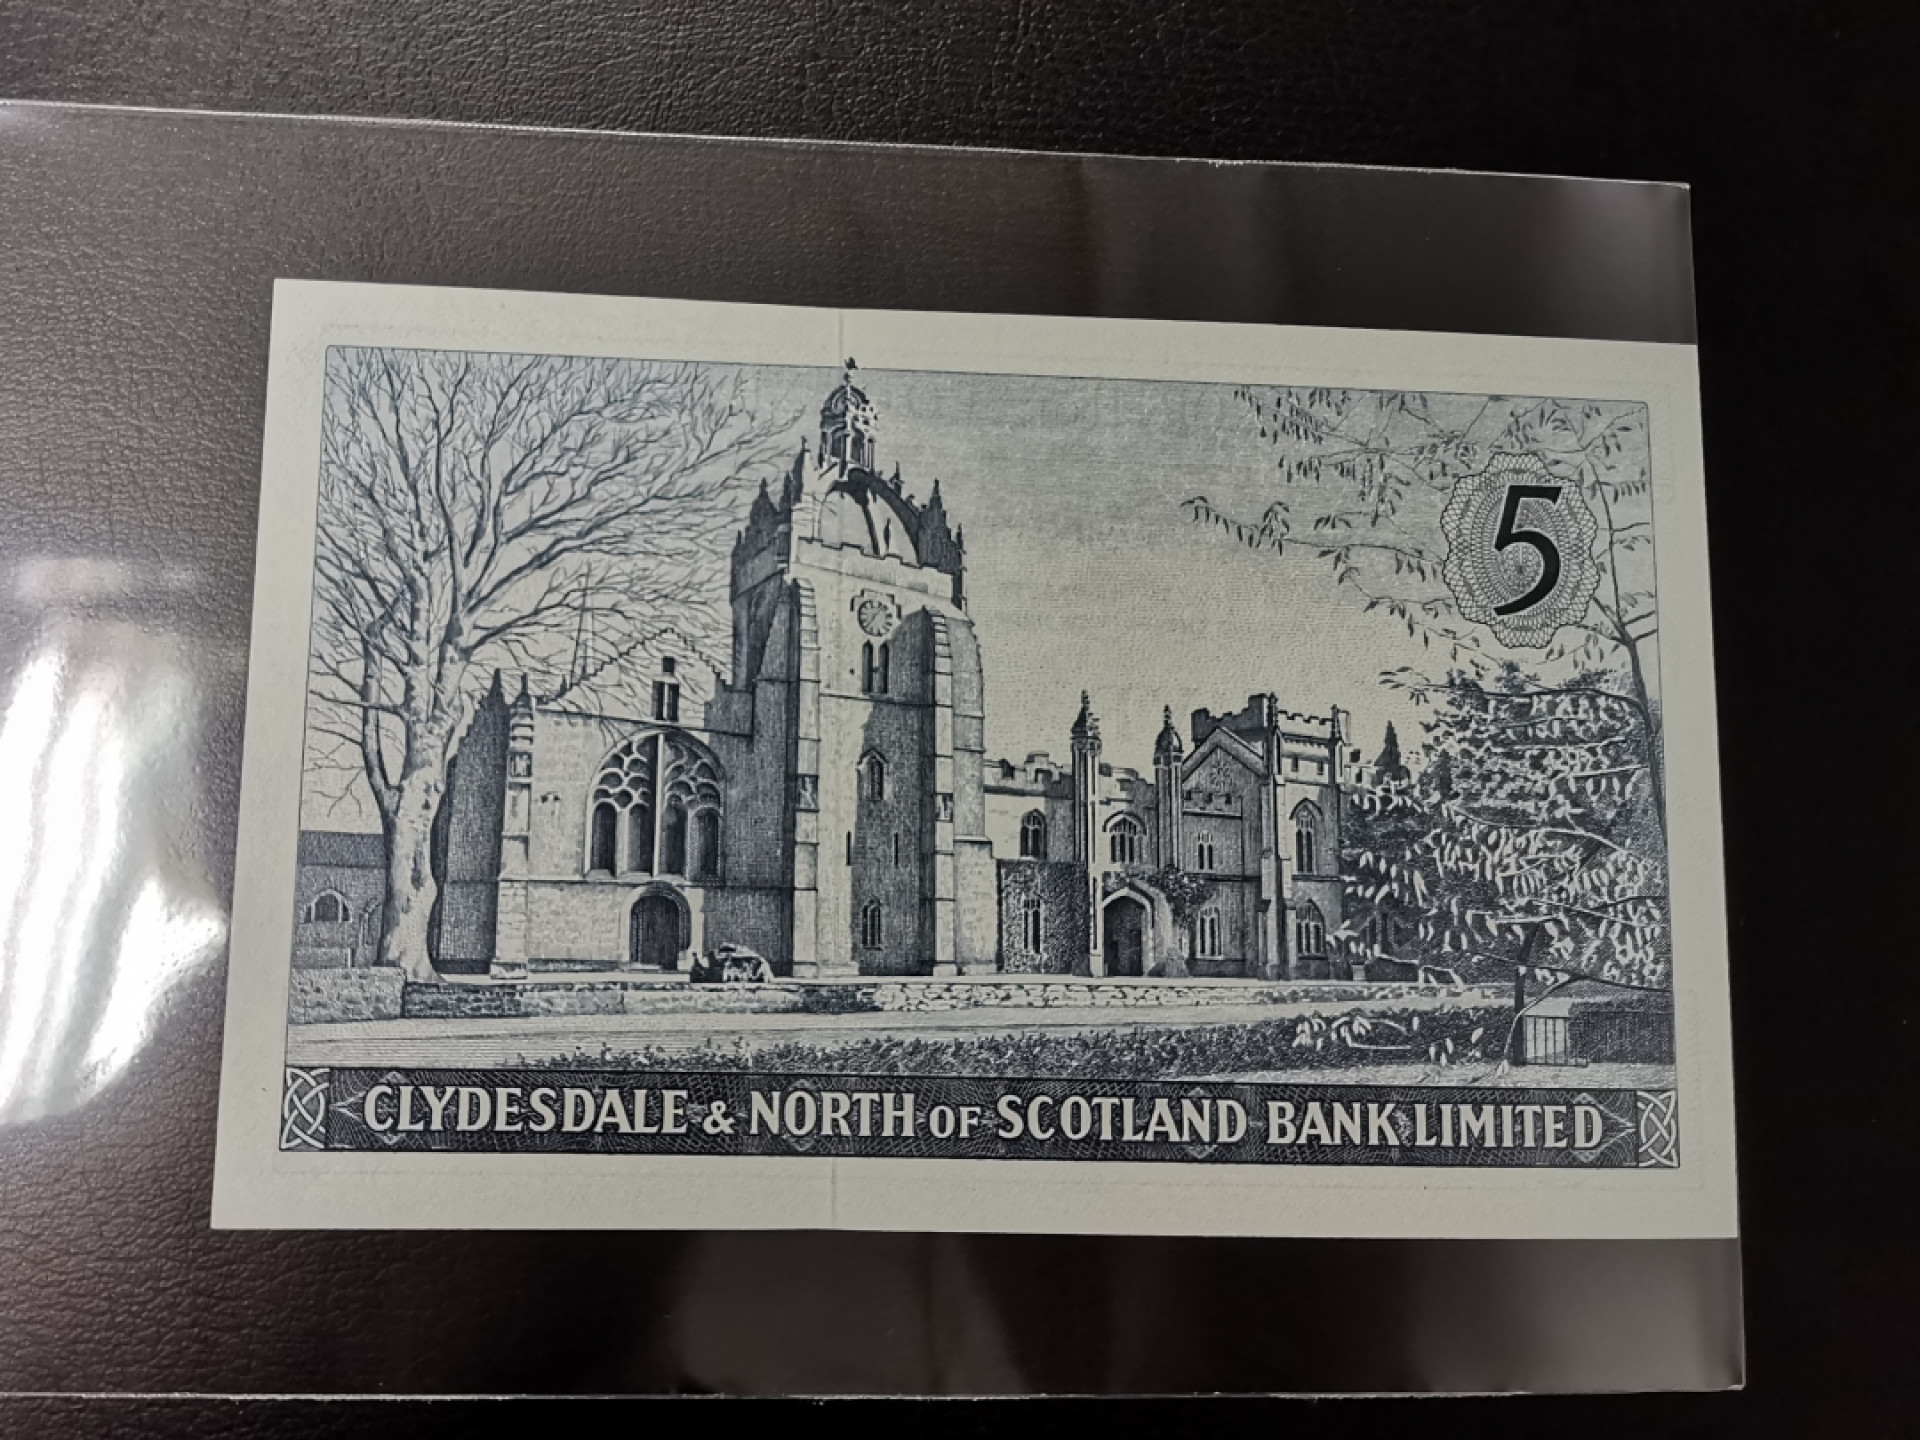 5
CLYDESDALE & NORTH OF SCOTLAND BANK LIMITED